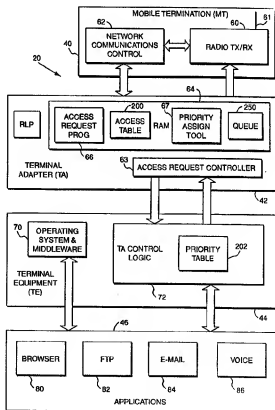 MOBILE TERMINATION (MT)
61
62
60
NETWORK
COMMUNICATIONS
CONTROL
RADIO TX/RX
40
20
64
200
67
250
RLP
ACCESS
REQUEST
PROG
ACCESS
TABLE
RAM
PRIORITY
ASSIGN
TOOL
QUEUE
66
63
TERMINAL
ADAPTER (TA)
ACCESS REQUEST CONTROLLER
42
70
OPERATING
SYSTEM &
MIDDLEWARE
TA CONTROL
LOGIC
PRIORITY
TABLE
202
TERMINAL
EQUIPMENT (TE)
72
44
46
BROWSER
FTP
E-MAIL
VOICE
80
82
84
86
APPLICATIONS